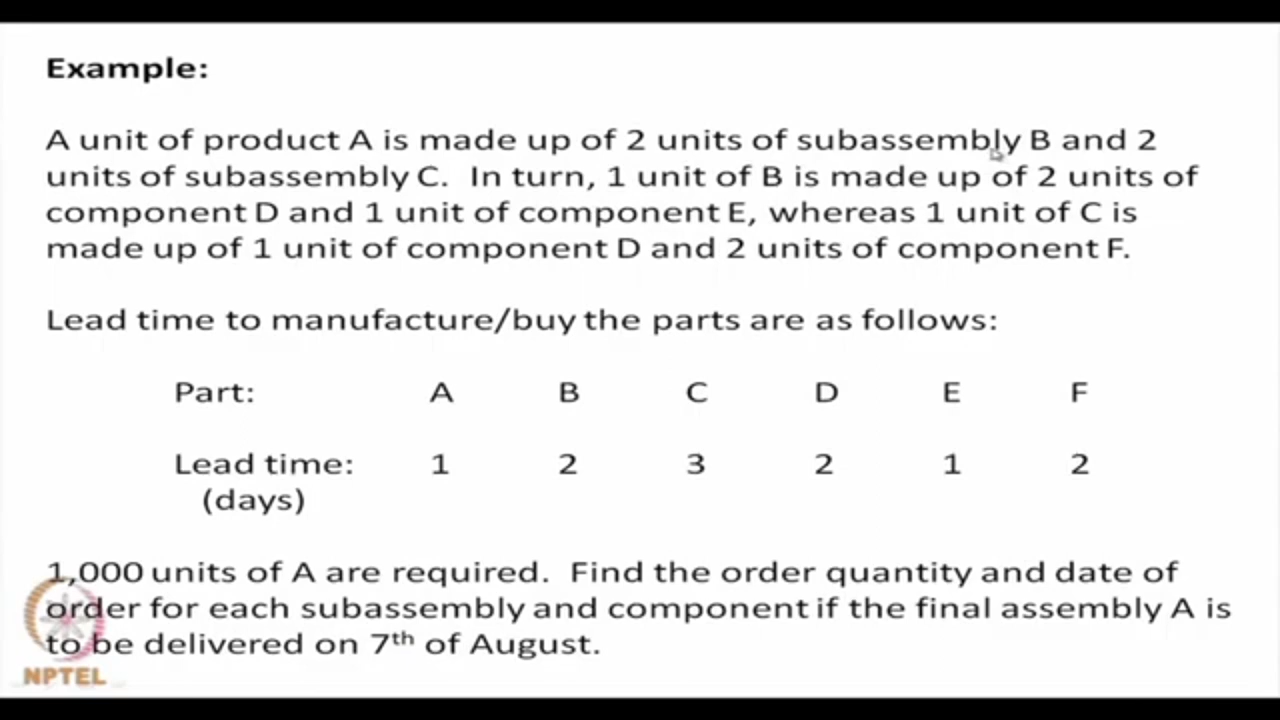 Example:
A unit of product A is made up of 2 units of subassembly B and 2
units of subassembly C.  In turn, 1 unit of B is made up of 2 units of
component D and 1 unit of component E, whereas 1 unit of C is
made up of 1 unit of component D and 2 units of component F.
Lead time to manufacture/buy the parts are as follows:
Part: A B C D E F
Lead time: 1 2 3 2 1 2
(days)
1,000 units of A are required.  Find the order quantity and date of
order for each subassembly and component if the final assembly A is
to be delivered on 7th of August.
NPTEL